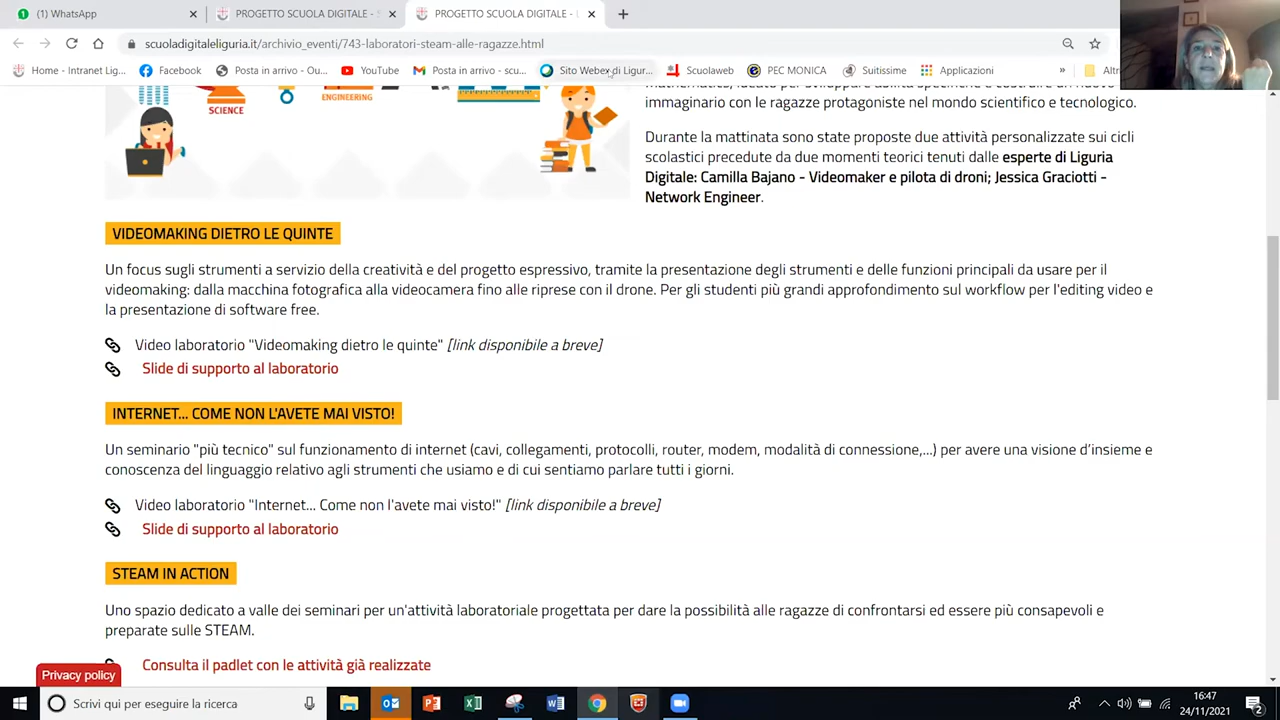 1
(1) WhatsApp
PROGETTO SCUOLA DIGITALE -
PROGETTO SCUOLA DIGITALE - L
scuoladigitaleliguria.it/archivio_eventi/743-laboratori-steam-alle-ragazze.html
Home - Intranet Lig...
Facebook
Posta in arrivo - Ou...
YouTube
Posta in arrivo - scu...
Sito Webex di Ligur...
Scuolaweb
PEC MONICA
Suitissime
Applicazioni
»
Altri
SCIENCE
ENGINEERING
immaginario con le ragazze protagoniste nel mondo scientifico e tecnologico.
Durante la mattinata sono state proposte due attività personalizzate sui cicli
scolastici precedute da due momenti teorici tenuti dalle esperte di Liguria
Digitale: Camilla Bajano - Videomaker e pilota di droni; Jessica Graciotti -
Network Engineer.
VIDEOMAKING DIETRO LE QUINTE
Un focus sugli strumenti a servizio della creatività e del progetto espressivo, tramite la presentazione degli strumenti e delle funzioni principali da usare per il
videomaking: dalla macchina fotografica alla videocamera fino alle riprese con il drone. Per gli studenti più grandi approfondimento sul workflow per l'editing video e
la presentazione di software free.
Video laboratorio "Videomaking dietro le quinte" [link disponibile a breve]
Slide di supporto al laboratorio
INTERNET... COME NON L'AVETE MAI VISTO!
Un seminario "più tecnico" sul funzionamento di internet (cavi, collegamenti, protocolli, router, modem, modalità di connessione,...) per avere una visione d’insieme e
conoscenza del linguaggio relativo agli strumenti che usiamo e di cui sentiamo parlare tutti i giorni.
Video laboratorio "Internet... Come non l'avete mai visto!" [link disponibile a breve]
Slide di supporto al laboratorio
STEAM IN ACTION
Uno spazio dedicato a valle dei seminari per un'attività laboratoriale progettata per dare la possibilità alle ragazze di confrontarsi ed essere più consapevoli e
preparate sulle STEAM.
Consulta il padlet con le attività già realizzate
Privacy policy
Scrivi qui per eseguire la ricerca
16:47
24/11/2021
2